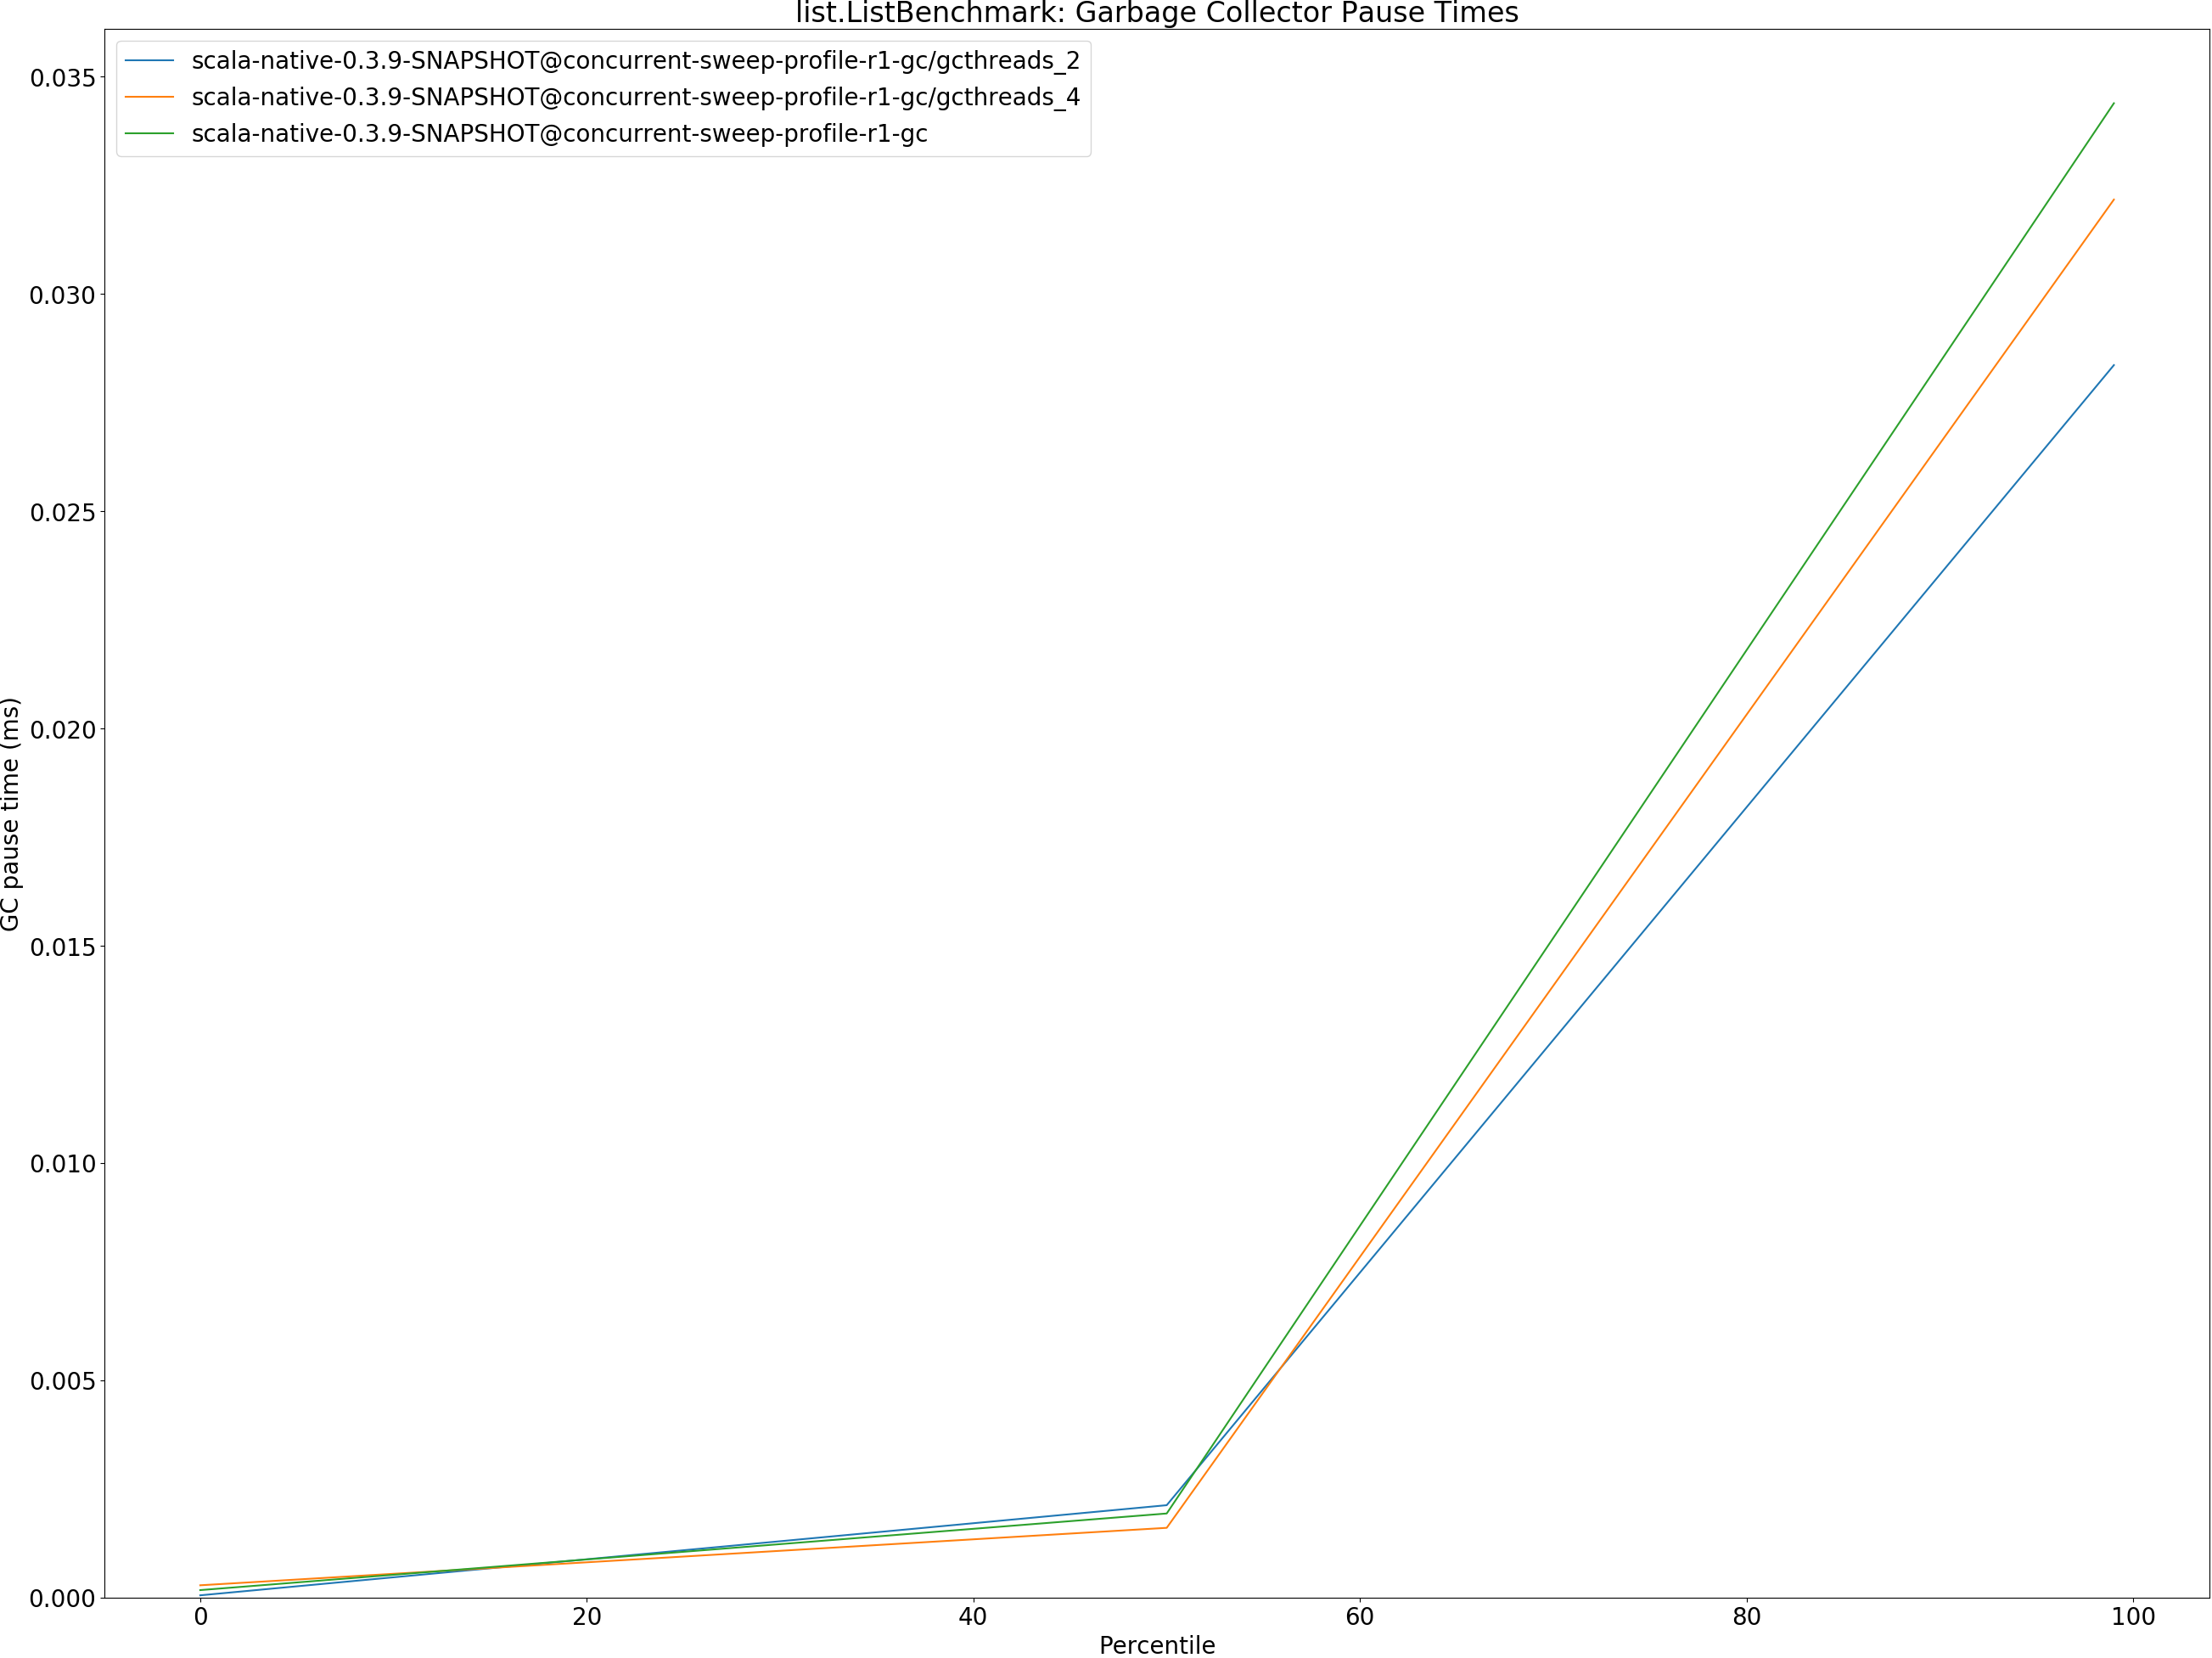 list.ListBenchmark: Garbage Collector Pause Times
scala-native-0.3.9-SNAPSHOT@concurrent-sweep-profile-r1-gc/gcthreads_2
scala-native-0.3.9-SNAPSHOT@concurrent-sweep-profile-r1-gc/gcthreads_4
scala-native-0.3.9-SNAPSHOT@concurrent-sweep-profile-r1-gc
0.035
0.030
0.025
0.020
0.015
0.010
0.005
0.000
GC pause time (ms)
0 20 40 60 80 100
Percentile